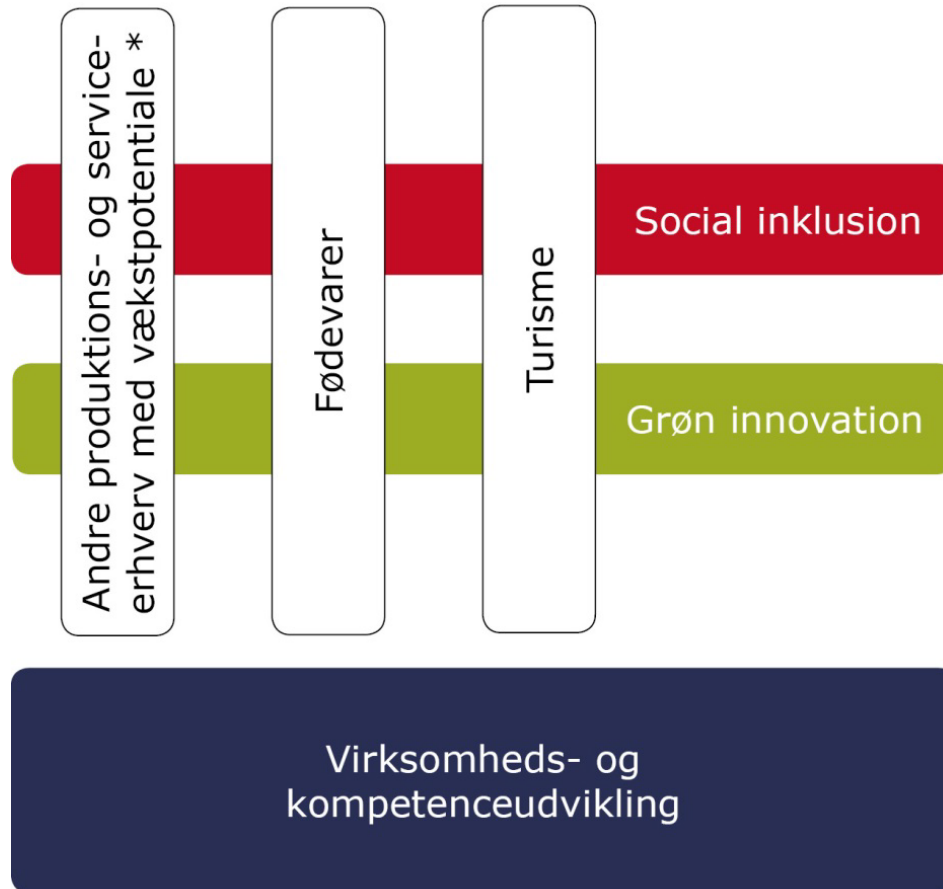 Andre produktions- og service-
erhverv med vækstpotentiale *
Fødevarer
Turisme
Social inklusion
Grøn innovation
Virksomheds- og
kompetenceudvikling